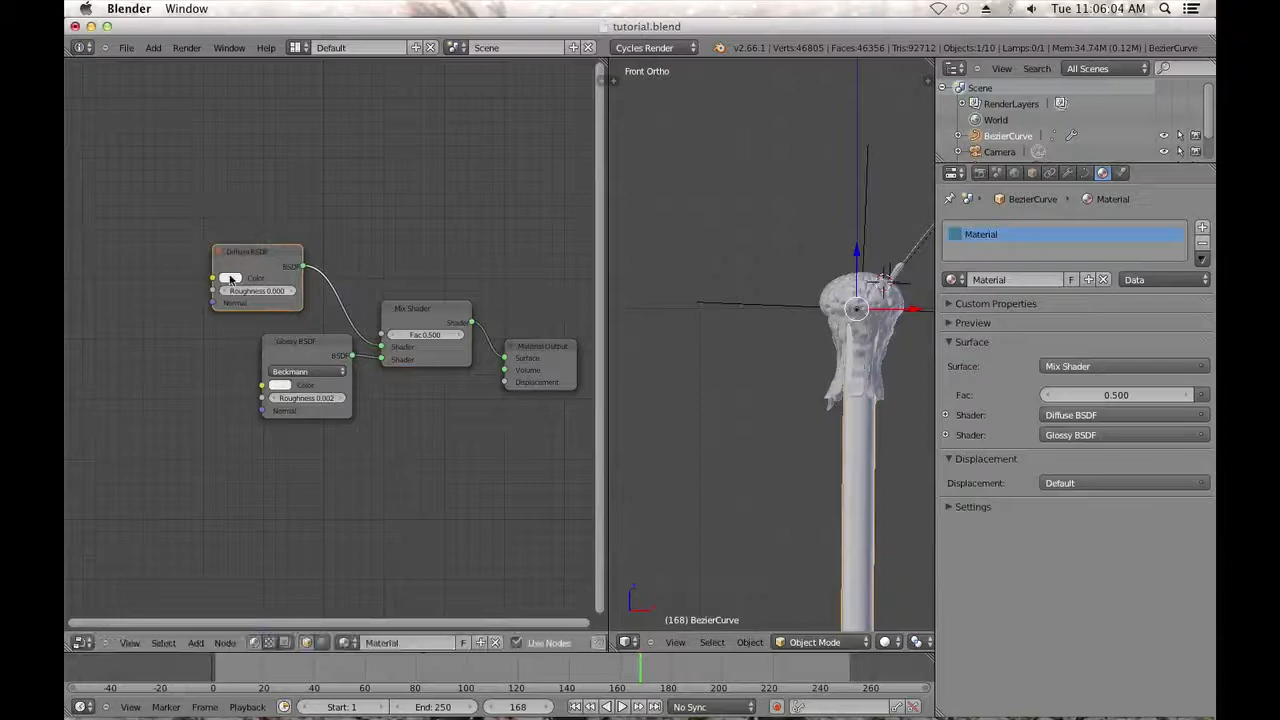 Blender Window Tue 11:06:04 AM
tutorial.blend
File Add Render Window Help Default Scene Cycles Render v2.66.1 | Verts:46805 | Faces:46356 | Tris:92712 | Objects:1/10 | Lamps:0/1 | Mem:34.74M (0.12M) | BezierCurve
Front Ortho
View Search All Scenes
Scene
RenderLayers
World
BezierCurve
Camera
BezierCurve Material
Material
Material F Data
Custom Properties
Preview
Surface
Surface: Mix Shader
Fac: 0.500
Shader: Diffuse BSDF
Shader: Glossy BSDF
Displacement
Displacement: Default
Settings
Diffuse BSDF
BSDF
Color
Roughness 0.000
Normal
Mix Shader
Shader
Fac 0.500
Shader
Shader
Glossy BSDF
BSDF
Beckmann
Color
Roughness 0.002
Normal
Material Output
Surface
Volume
Displacement
(168) BezierCurve
View Select Add Node Material F Use Nodes
View Select Object Object Mode
-40 -20 0 20 40 60 80 100 120 140 160 180 200 220 240 260
View Marker Frame Playback Start: 1 End: 250 168 No Sync